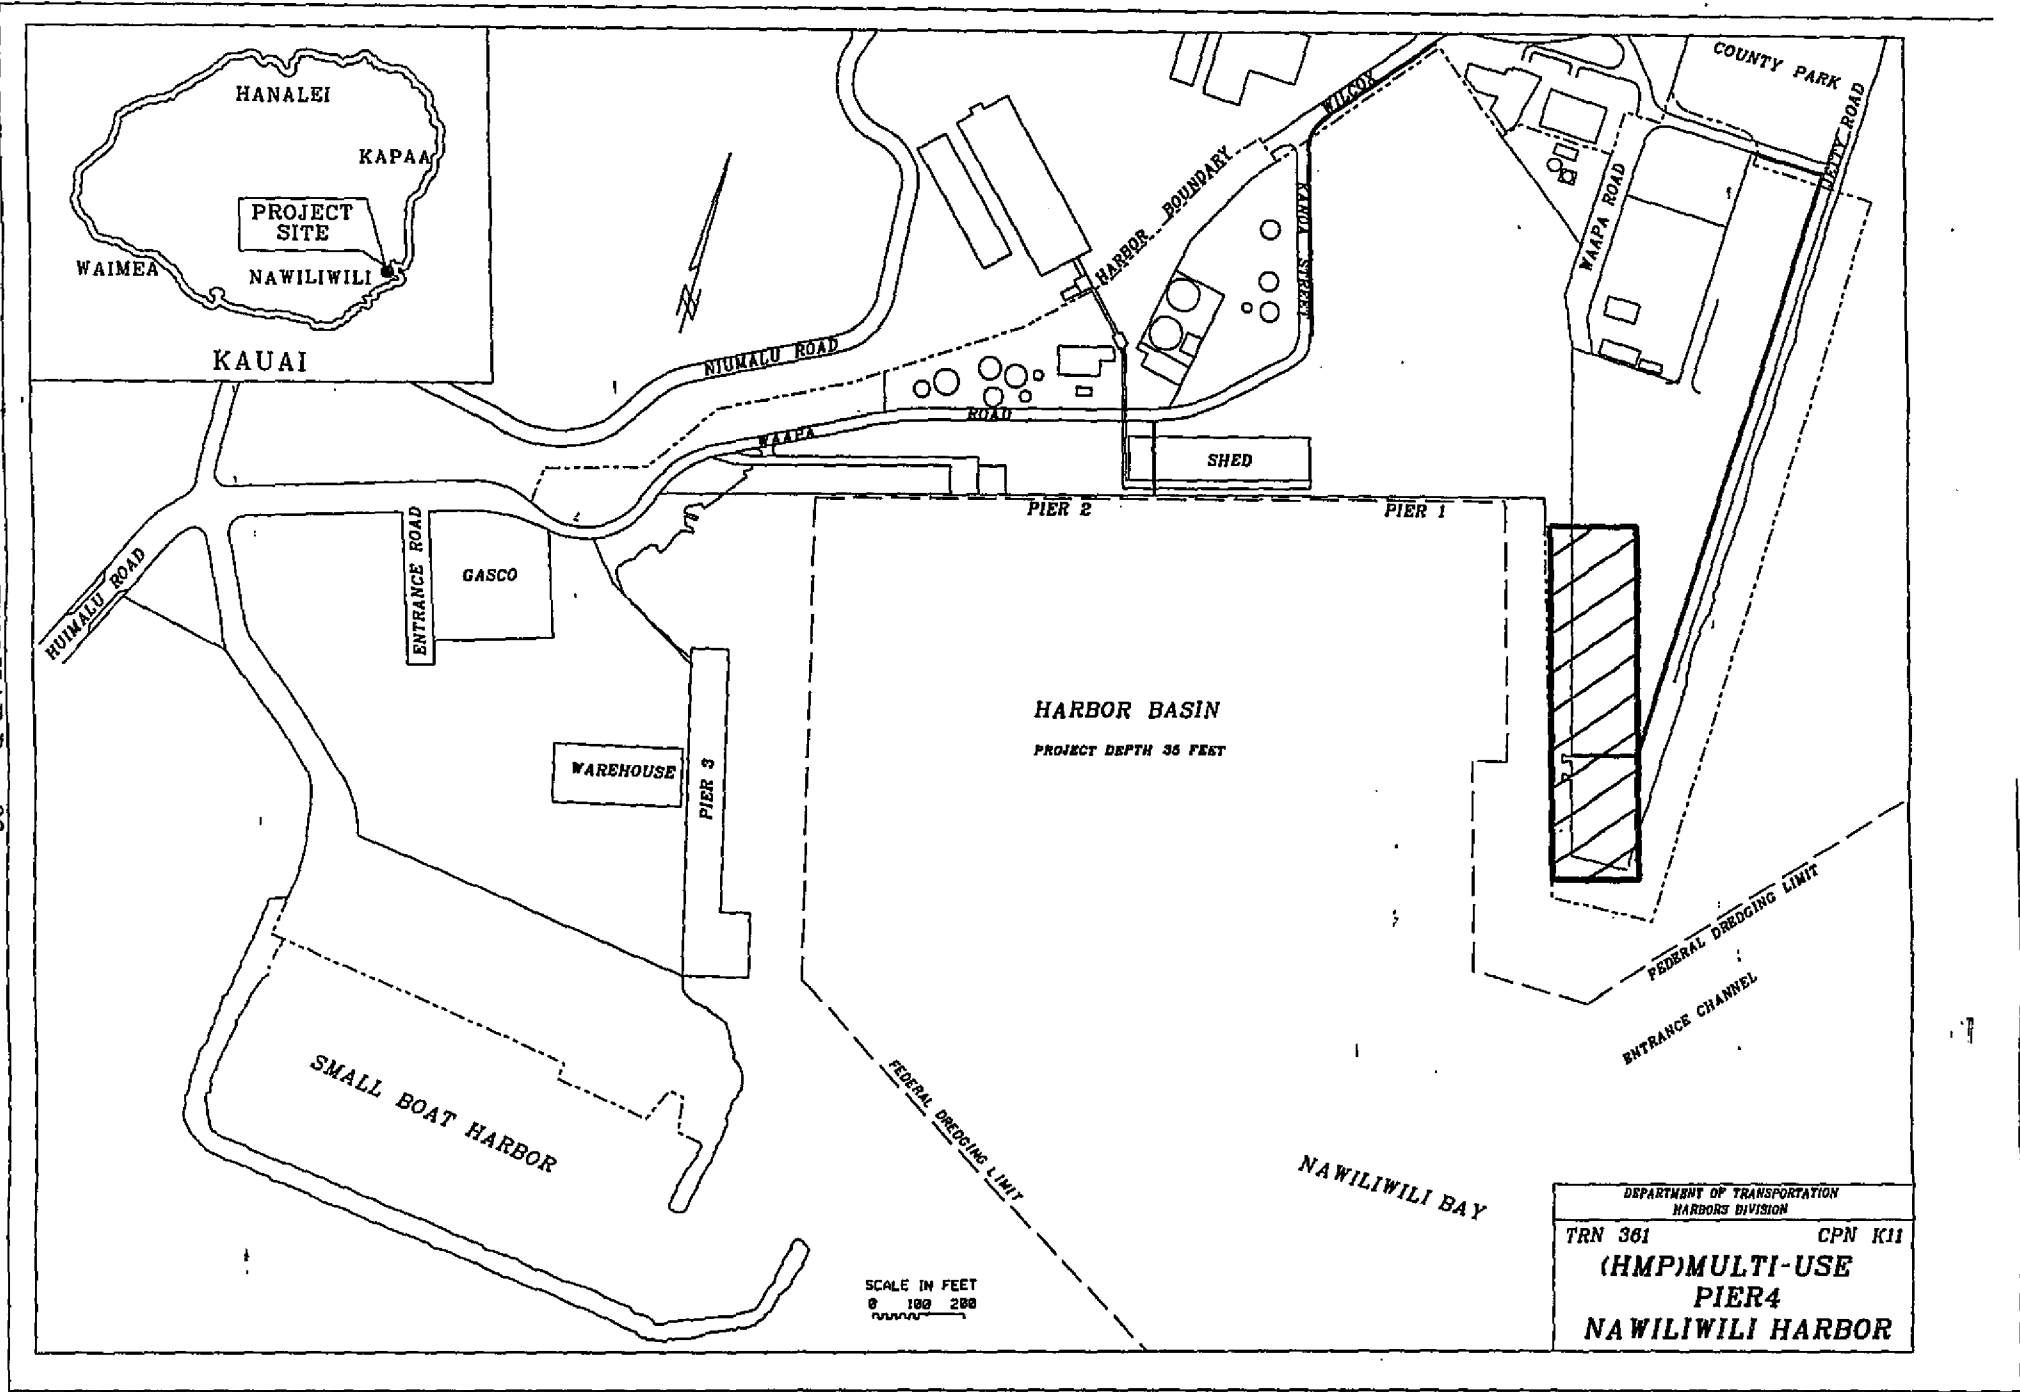 HANALEI
KAPAA
PROJECT
SITE
WAIMEA
NAWILIWILI
KAUAI
COUNTY PARK
JETTY ROAD
WILCOX
HARBOR BOUNDARY
KANOA STREET
WAAPA ROAD
NIUMALU ROAD
WAAPA ROAD
SHED
PIER 2
PIER 1
HUIMALU ROAD
ENTRANCE ROAD
GASCO
HARBOR BASIN
PROJECT DEPTH 35 FEET
WAREHOUSE
PIER 3
FEDERAL DREDGING LIMIT
ENTRANCE CHANNEL
SMALL BOAT HARBOR
FEDERAL DREDGING LIMIT
NAWILIWILI BAY
SCALE IN FEET
0 100 200
DEPARTMENT OF TRANSPORTATION
HARBORS DIVISION
TRN 361 CPN K11
(HMP)MULTI-USE
PIER4
NAWILIWILI HARBOR